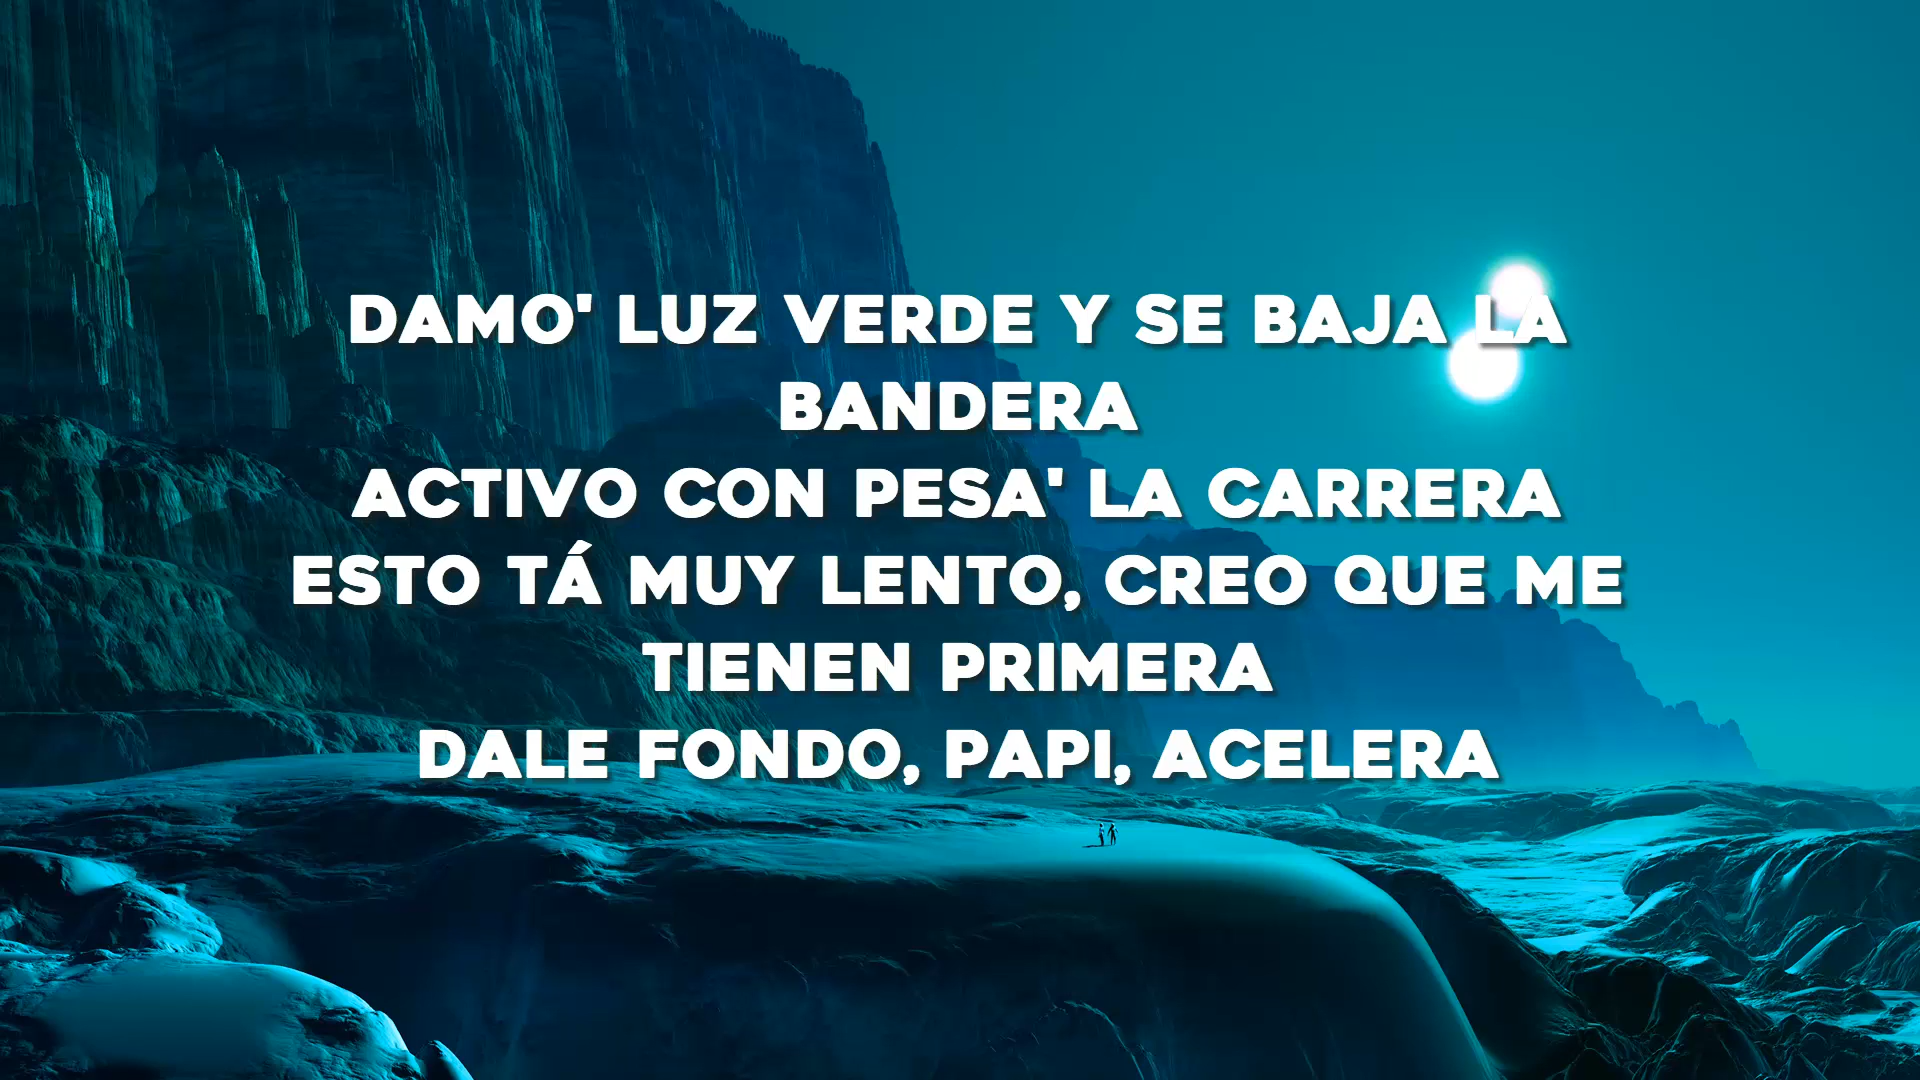 DAMO' LUZ VERDE Y SE BAJA LA
BANDERA
ACTIVO CON PESA' LA CARRERA
ESTO TÁ MUY LENTO, CREO QUE ME
TIENEN PRIMERA
DALE FONDO, PAPI, ACELERA